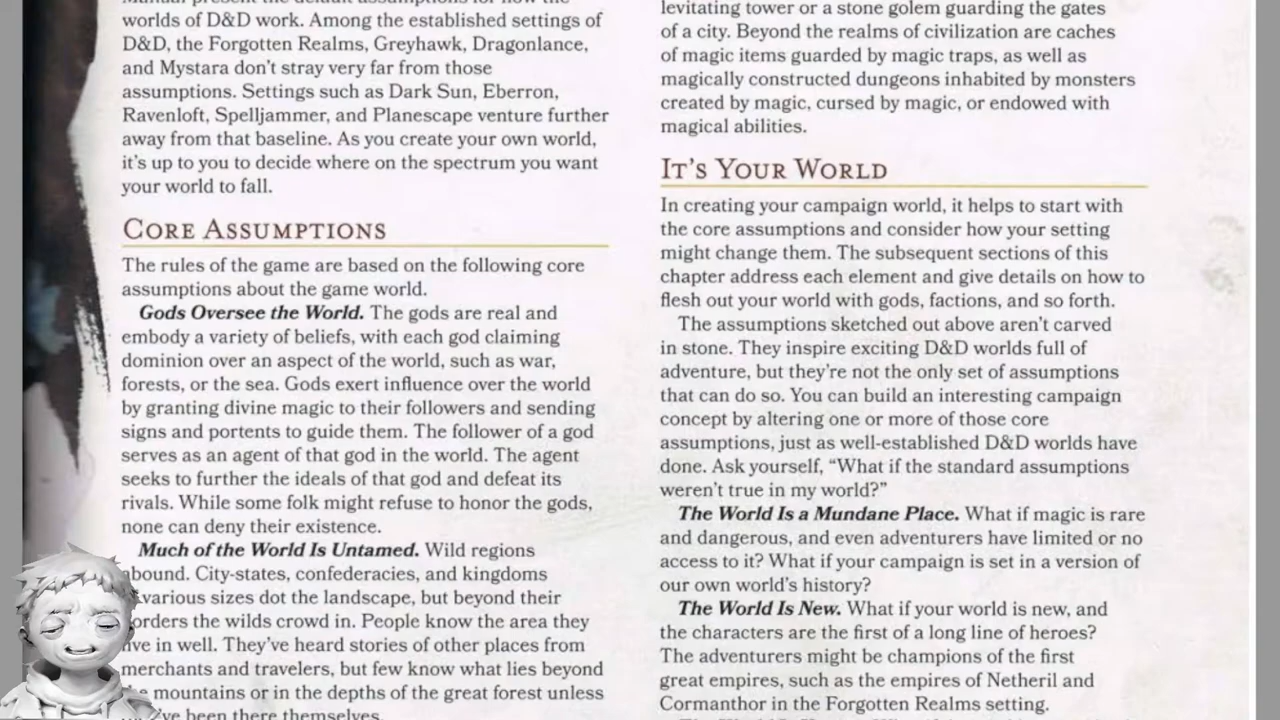 worlds of D&D work. Among the established settings of
D&D, the Forgotten Realms, Greyhawk, Dragonlance,
and Mystara don't stray very far from those
assumptions. Settings such as Dark Sun, Eberron,
Ravenloft, Spelljammer, and Planescape venture further
away from that baseline. As you create your own world,
it's up to you to decide where on the spectrum you want
your world to fall.
CORE ASSUMPTIONS
The rules of the game are based on the following core
assumptions about the game world.
Gods Oversee the World. The gods are real and
embody a variety of beliefs, with each god claiming
dominion over an aspect of the world, such as war,
forests, or the sea. Gods exert influence over the world
by granting divine magic to their followers and sending
signs and portents to guide them. The follower of a god
serves as an agent of that god in the world. The agent
seeks to further the ideals of that god and defeat its
rivals. While some folk might refuse to honor the gods,
none can deny their existence.
Much of the World Is Untamed. Wild regions
abound. City-states, confederacies, and kingdoms
various sizes dot the landscape, but beyond their
borders the wilds crowd in. People know the area they
live in well. They've heard stories of other places from
merchants and travelers, but few know what lies beyond
mountains or in the depths of the great forest unless
been there themselves.
levitating tower or a stone golem guarding the gates
of a city. Beyond the realms of civilization are caches
of magic items guarded by magic traps, as well as
magically constructed dungeons inhabited by monsters
created by magic, cursed by magic, or endowed with
magical abilities.
IT'S YOUR WORLD
In creating your campaign world, it helps to start with
the core assumptions and consider how your setting
might change them. The subsequent sections of this
chapter address each element and give details on how to
flesh out your world with gods, factions, and so forth.
The assumptions sketched out above aren't carved
in stone. They inspire exciting D&D worlds full of
adventure, but they're not the only set of assumptions
that can do so. You can build an interesting campaign
concept by altering one or more of those core
assumptions, just as well-established D&D worlds have
done. Ask yourself, "What if the standard assumptions
weren't true in my world?"
The World Is a Mundane Place. What if magic is rare
and dangerous, and even adventurers have limited or no
access to it? What if your campaign is set in a version of
our own world's history?
The World Is New. What if your world is new, and
the characters are the first of a long line of heroes?
The adventurers might be champions of the first
great empires, such as the empires of Netheril and
Cormanthor in the Forgotten Realms setting.